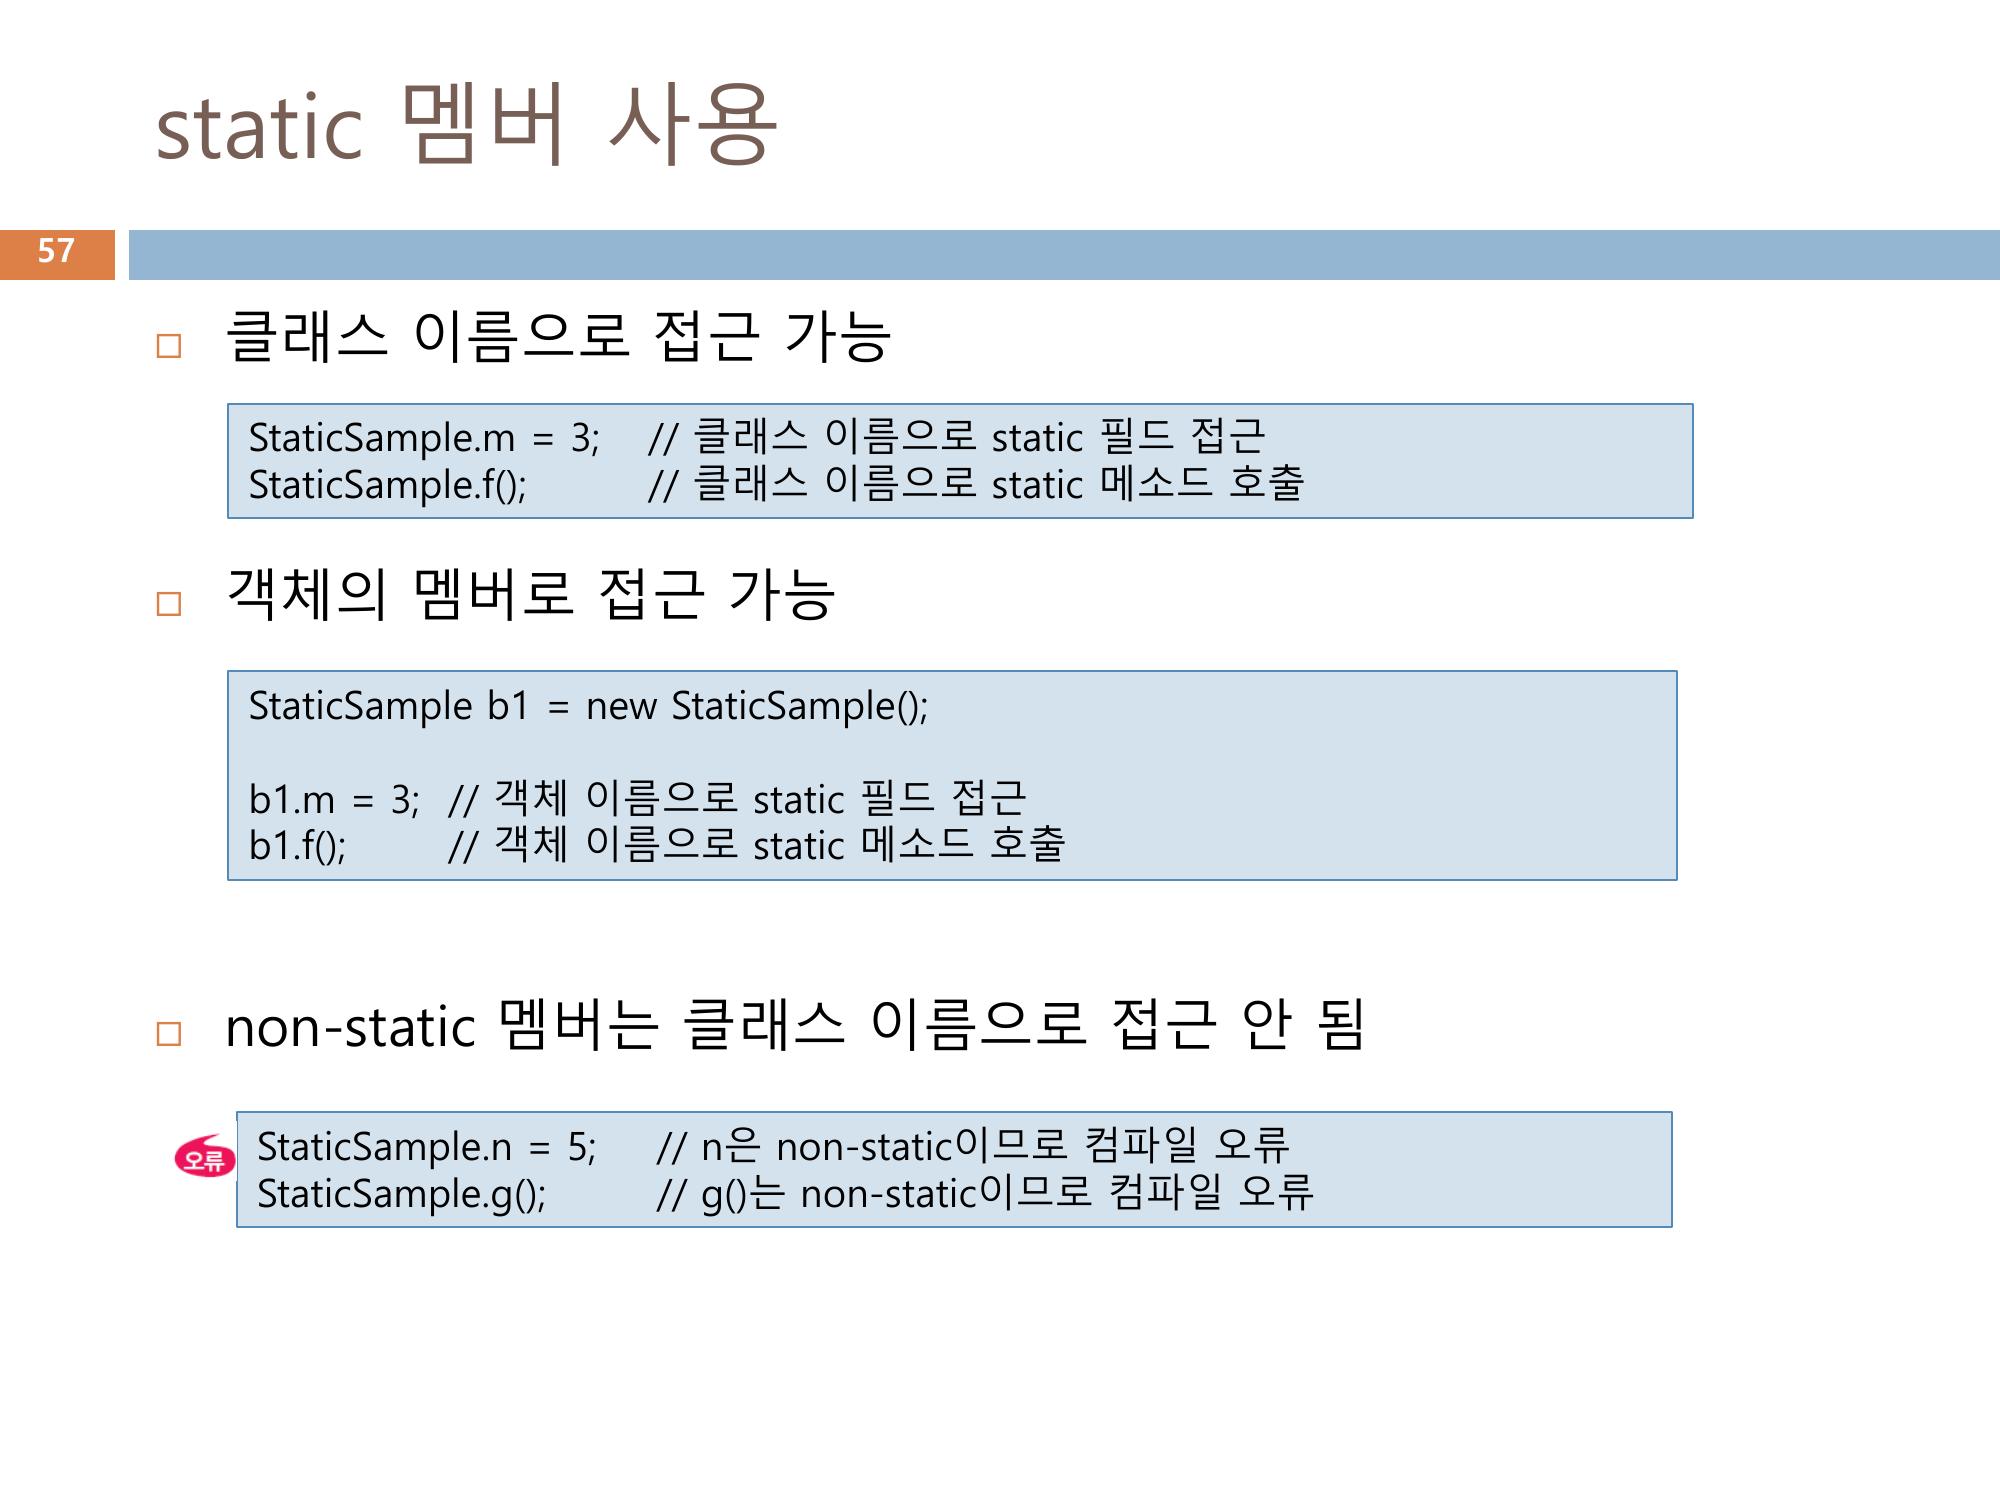 static 멤버 사용
57
클래스 이름으로 접근 가능
StaticSample.m = 3; // 클래스 이름으로 static 필드 접근
StaticSample.f(); // 클래스 이름으로 static 메소드 호출
객체의 멤버로 접근 가능
StaticSample b1 = new StaticSample();
b1.m = 3; // 객체 이름으로 static 필드 접근
b1.f(); // 객체 이름으로 static 메소드 호출
non-static 멤버는 클래스 이름으로 접근 안 됨
오류
StaticSample.n = 5; // n은 non-static이므로 컴파일 오류
StaticSample.g(); // g()는 non-static이므로 컴파일 오류